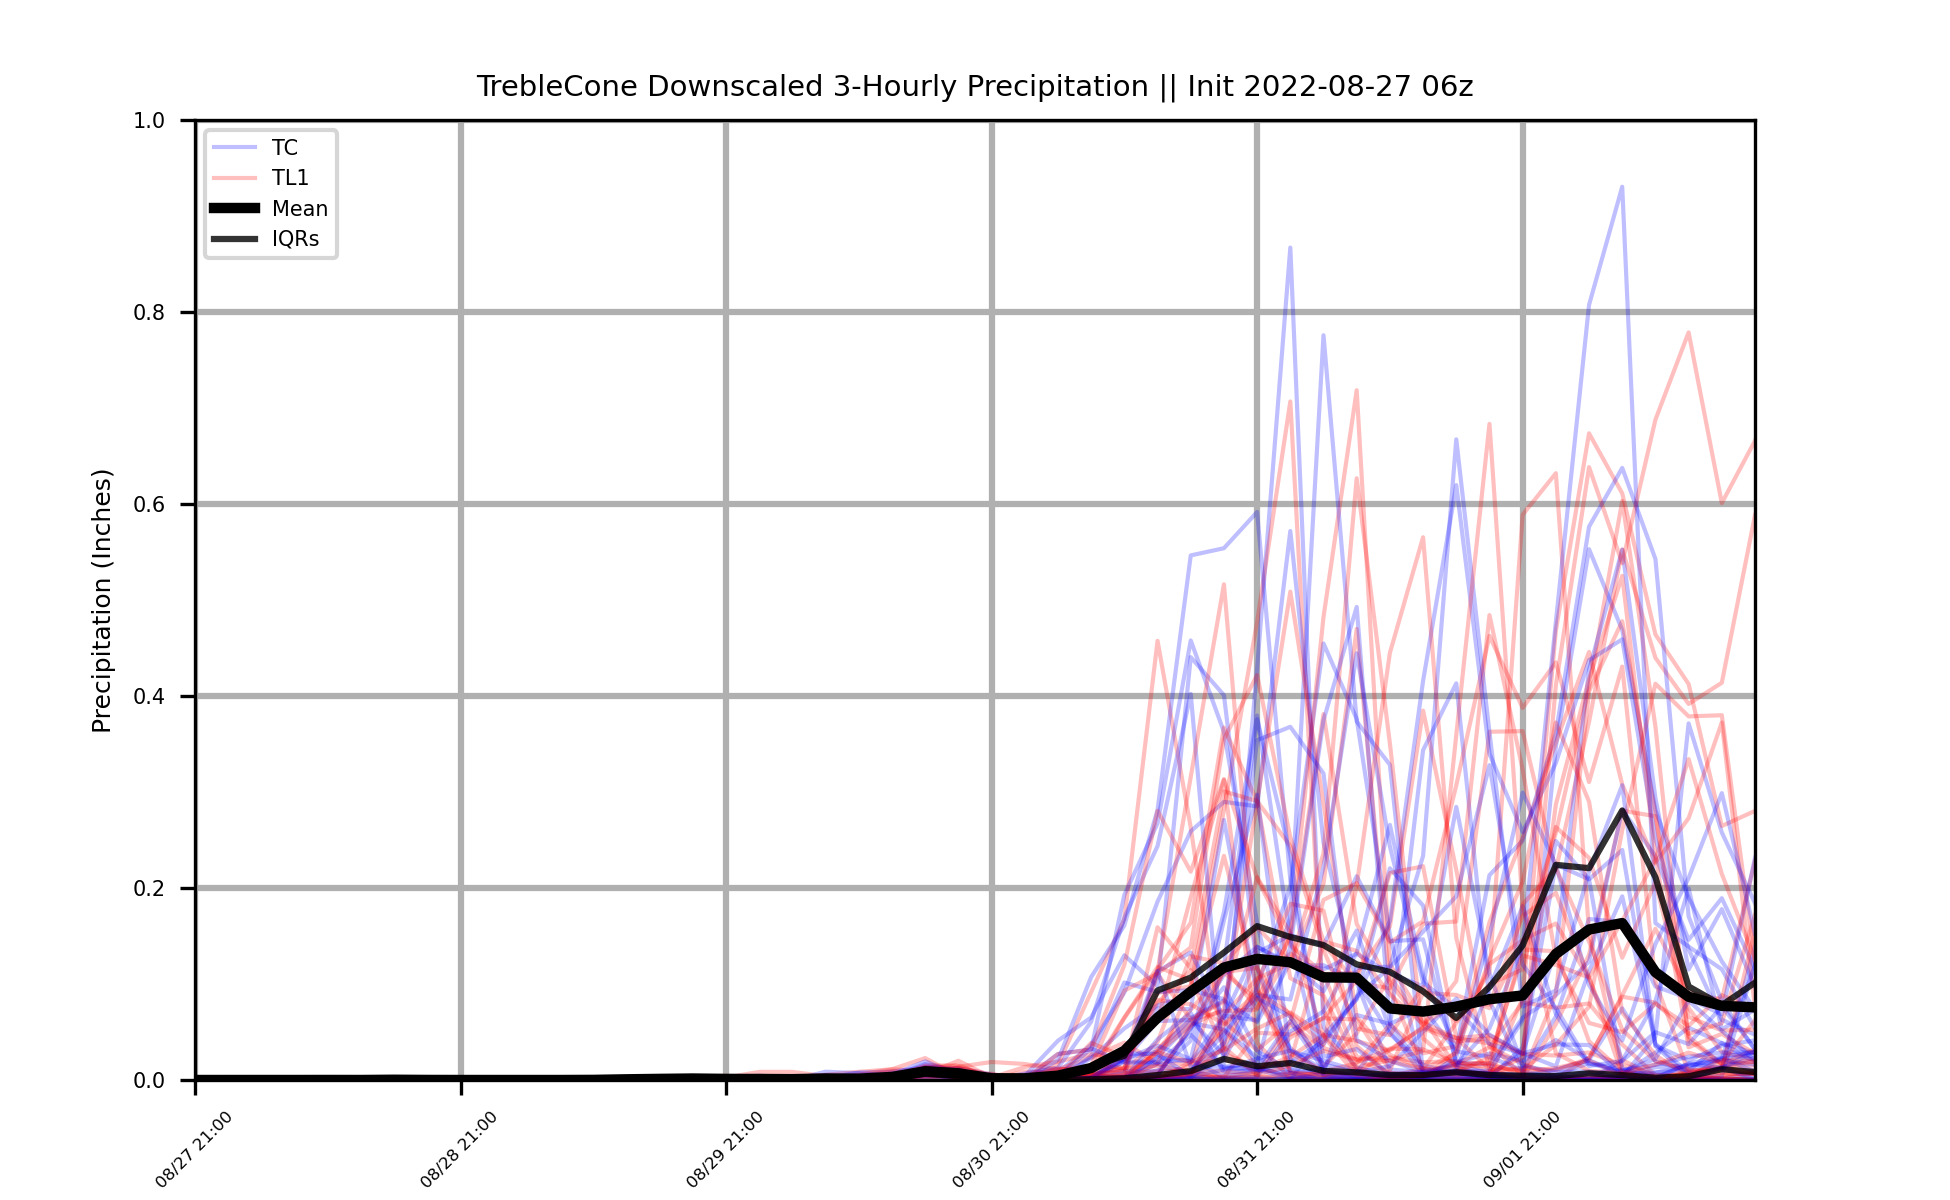 TrebleCone Downscaled 3-Hourly Precipitation || Init 2022-08-27 06z
TC
TL1
Mean
IQRs
Precipitation (Inches)
1.0
0.8
0.6
0.4
0.2
0.0
08/27 21:00
08/28 21:00
08/29 21:00
08/30 21:00
08/31 21:00
09/01 21:00